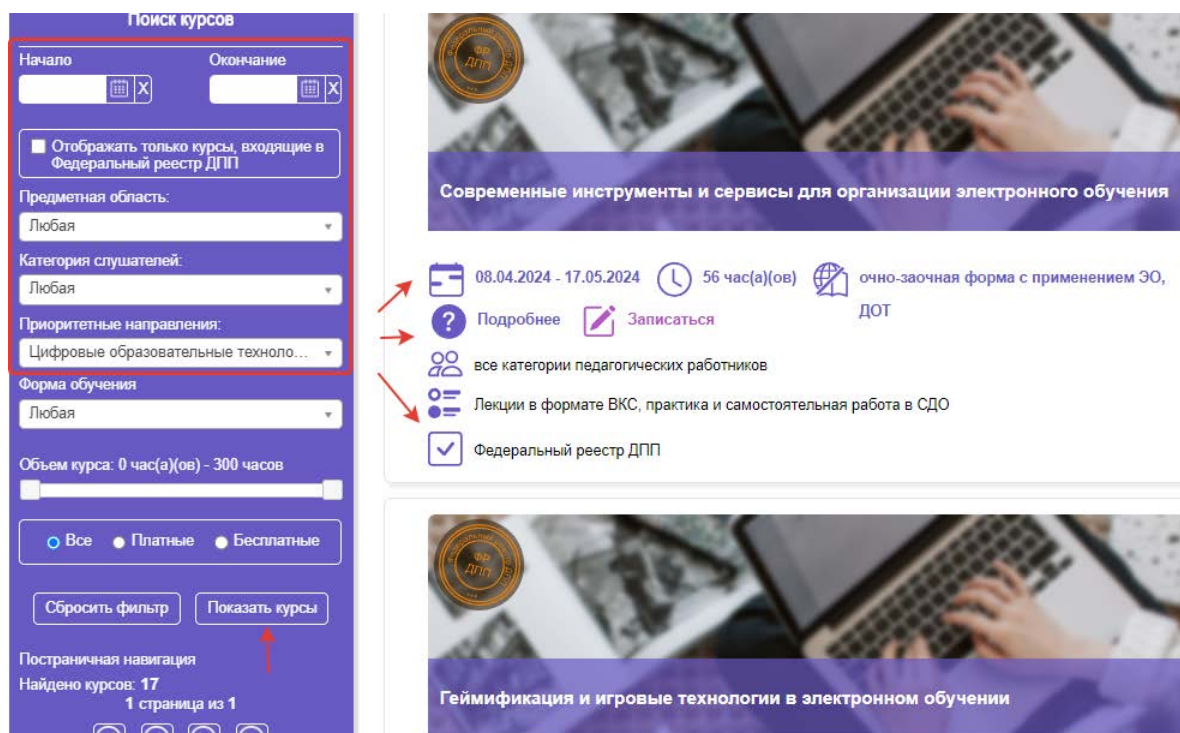 Поиск курсов
Начало
Окончание
X
X
Отображать только курсы, входящие в
Федеральный реестр ДПП
Предметная область:
Любая
Категория слушателей:
Любая
Приоритетные направления:
Цифровые образовательные техноло...
Форма обучения
Любая
Объем курса: 0 час(а)(ов) - 300 часов
Все
Платные
Бесплатные
Сбросить фильтр
Показать курсы
Постраничная навигация
Найдено курсов: 17
1 страница из 1
ФР
ДПП
Современные инструменты и сервисы для организации электронного обучения
08.04.2024 - 17.05.2024
56 час(а)(ов)
очно-заочная форма с применением ЭО,
ДОТ
? Подробнее
Записаться
все категории педагогических работников
Лекции в формате ВКС, практика и самостоятельная работа в СДО
Федеральный реестр ДПП
ФР
ДПП
Геймификация и игровые технологии в электронном обучении